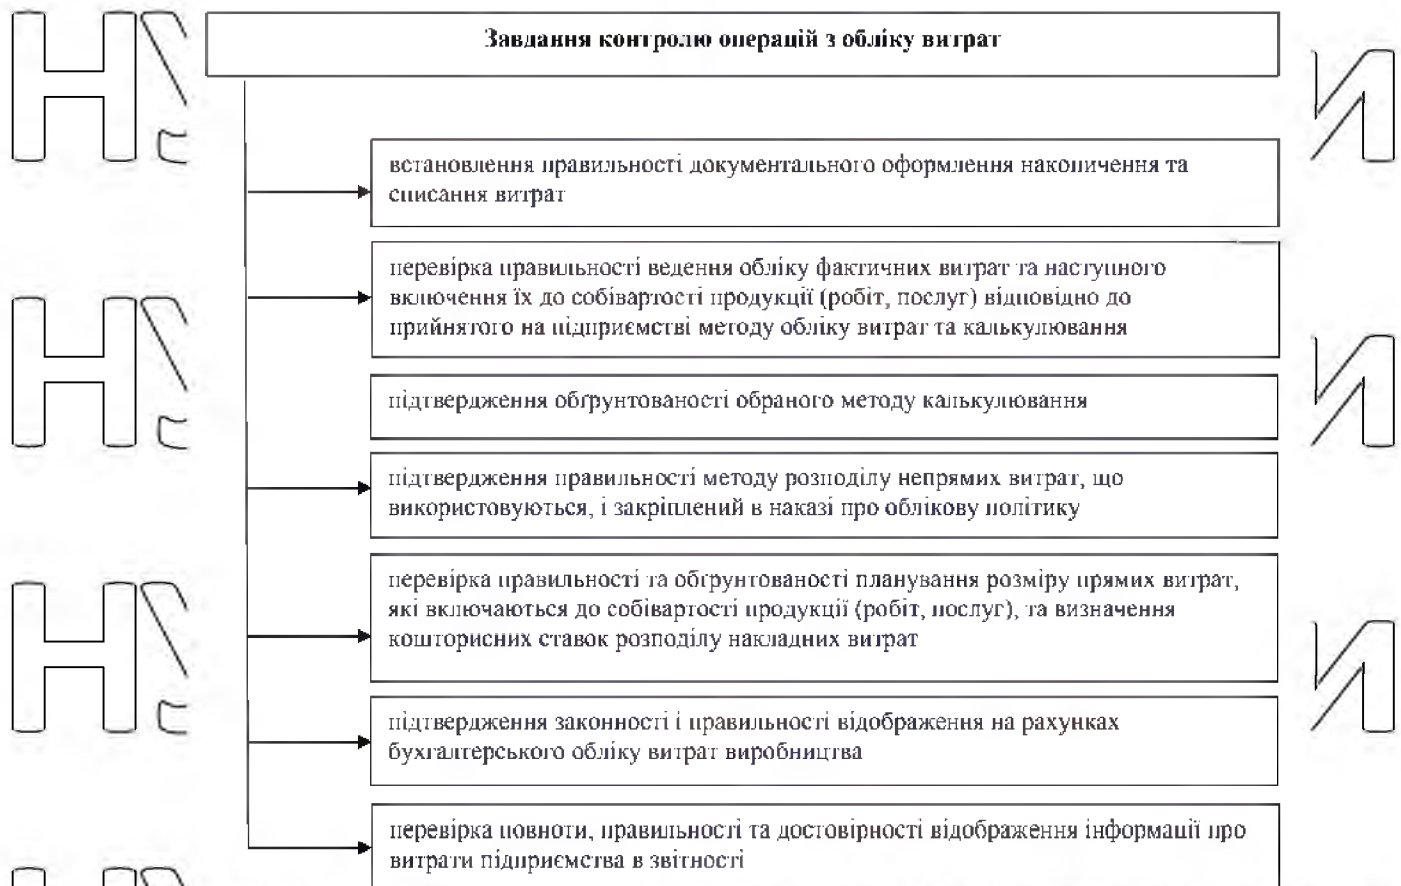 Завдання контролю операцій з обліку витрат
встановлення правильності документального оформлення накопичення та
списання витрат
перевірка правильності ведення обліку фактичних витрат та наступного
включення їх до собівартості продукції (робіт, послуг) відповідно до
прийнятого на підприємстві методу обліку витрат та калькулювання
підтвердження обґрунтованості обраного методу калькулювання
підтвердження правильності методу розподілу непрямих витрат, що
використовуються, і закріплений в наказі про облікову політику
перевірка правильності та обґрунтованості планування розміру прямих витрат,
які включаються до собівартості продукції (робіт, послуг), та визначення
кошторисних ставок розподілу накладних витрат
підтвердження законності і правильності відображення на рахунках
бухгалтерського обліку витрат виробництва
перевірка повноти, правильності та достовірності відображення інформації про
витрати підприємства в звітності